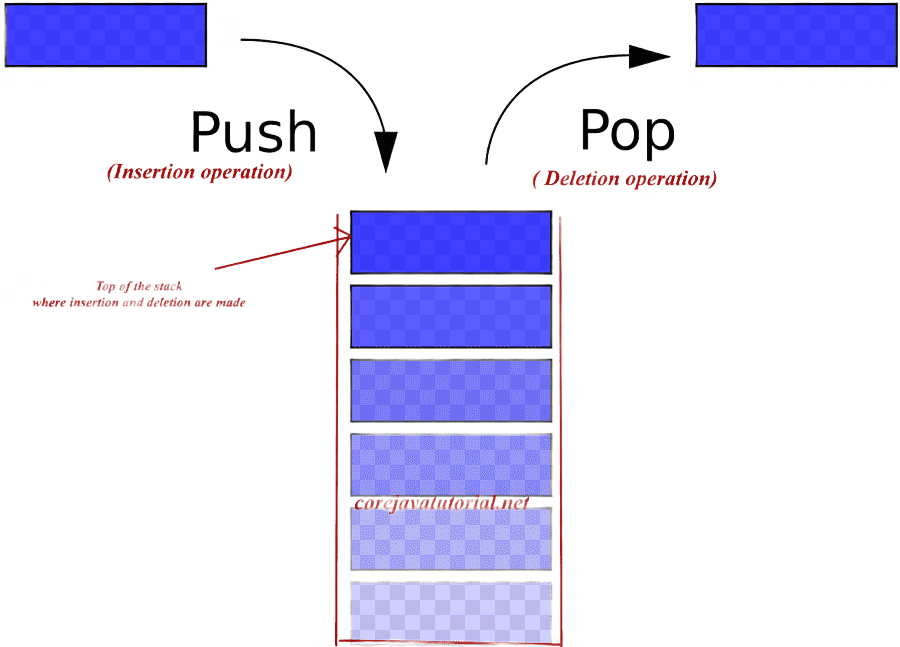 Push
(Insertion operation)
Pop
( Deletion operation)
Top of the stack
where insertion and deletion are made
corejavatutorial.net